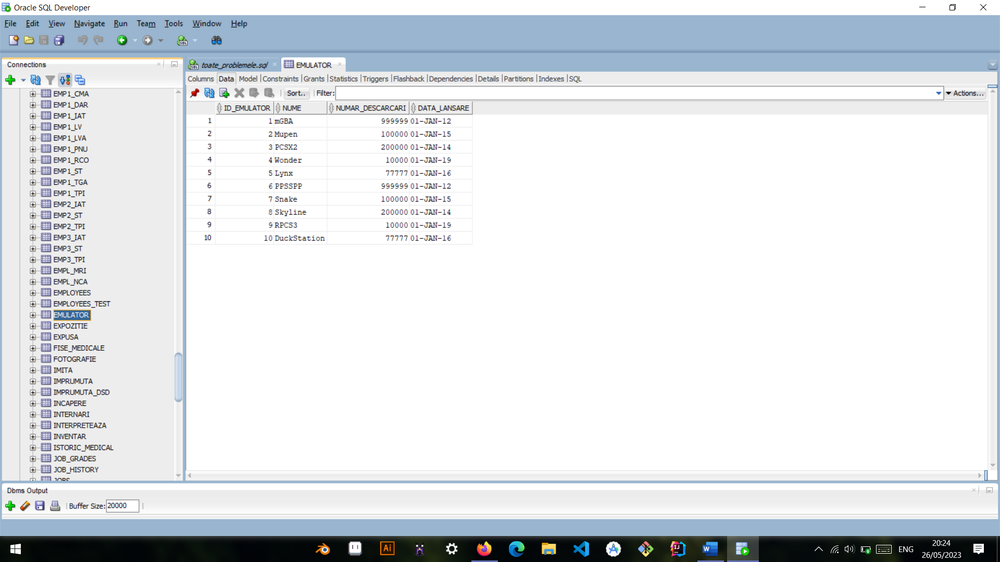 Oracle SQL Developer
File Edit View Navigate Run Team Tools Window Help
Connections
EMP1_CMA
EMP1_DAR
EMP1_IAT
EMP1_LV
EMP1_LVA
EMP1_PNU
EMP1_RCO
EMP1_ST
EMP1_TGA
EMP1_TPI
EMP2_IAT
EMP2_ST
EMP2_TPI
EMP3_IAT
EMP3_ST
EMP3_TPI
EMPL_MRI
EMPL_NCA
EMPLOYEES
EMPLOYEES_TEST
EMULATOR
EXPOZITIE
EXPUSA
FISE_MEDICALE
FOTOGRAFIE
IMITA
IMPRUMUTA
IMPRUMUTA_DSD
INCAPERE
INTERNARI
INTERPRETEAZA
INVENTAR
ISTORIC_MEDICAL
JOB_GRADES
JOB_HISTORY
JOBS
toate_problemele.sql EMULATOR
Columns Data Model Constraints Grants Statistics Triggers Flashback Dependencies Details Partitions Indexes SQL
Sort.. Filter: Actions...
ID_EMULATOR NUME NUMAR_DESCARCARI DATA_LANSARE
1 1 mGBA 999999 01-JAN-12
2 2 Mupen 100000 01-JAN-15
3 3 PCSX2 200000 01-JAN-14
4 4 Wonder 10000 01-JAN-19
5 5 Lynx 77777 01-JAN-16
6 6 PPSSPP 999999 01-JAN-12
7 7 Snake 100000 01-JAN-15
8 8 Skyline 200000 01-JAN-14
9 9 RPCS3 10000 01-JAN-19
10 10 DuckStation 77777 01-JAN-16
Dbms Output
Buffer Size: 20000
ENG
20:24
26/05/2023